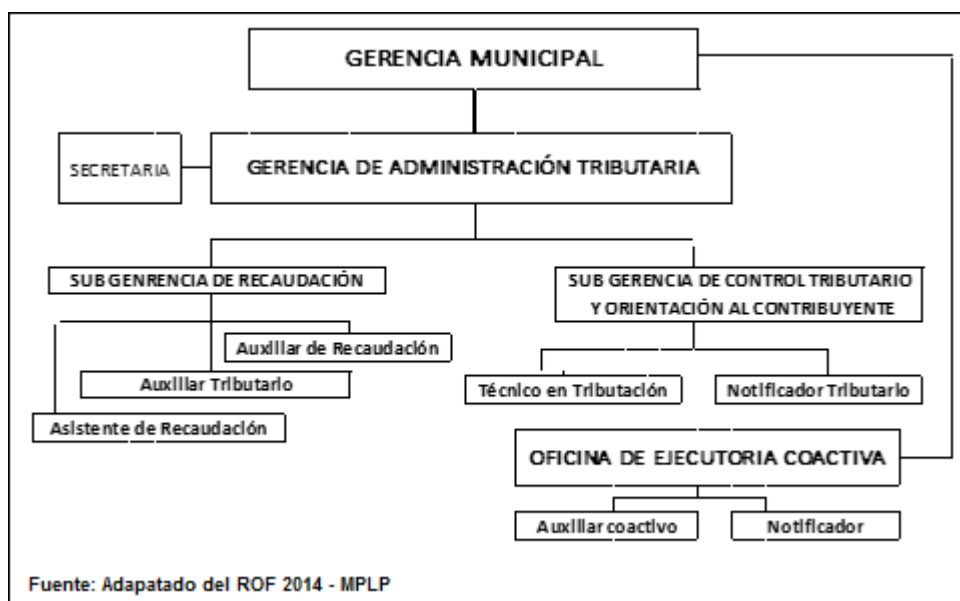 GERENCIA MUNICIPAL
SECRETARIA
GERENCIA DE ADMINISTRACIÓN TRIBUTARIA
SUB GENRENCIA DE RECAUDACIÓN
SUB GERENCIA DE CONTROL TRIBUTARIO
Y ORIENTACIÓN AL CONTRIBUYENTE
Auxiliar de Recaudación
Auxiliar Tributario
Asistente de Recaudación
Técnico en Tributación
Notificador Tributario
OFICINA DE EJECUTORIA COACTIVA
Auxiliar coactivo
Notificador
Fuente: Adapatado del ROF 2014 - MPLP